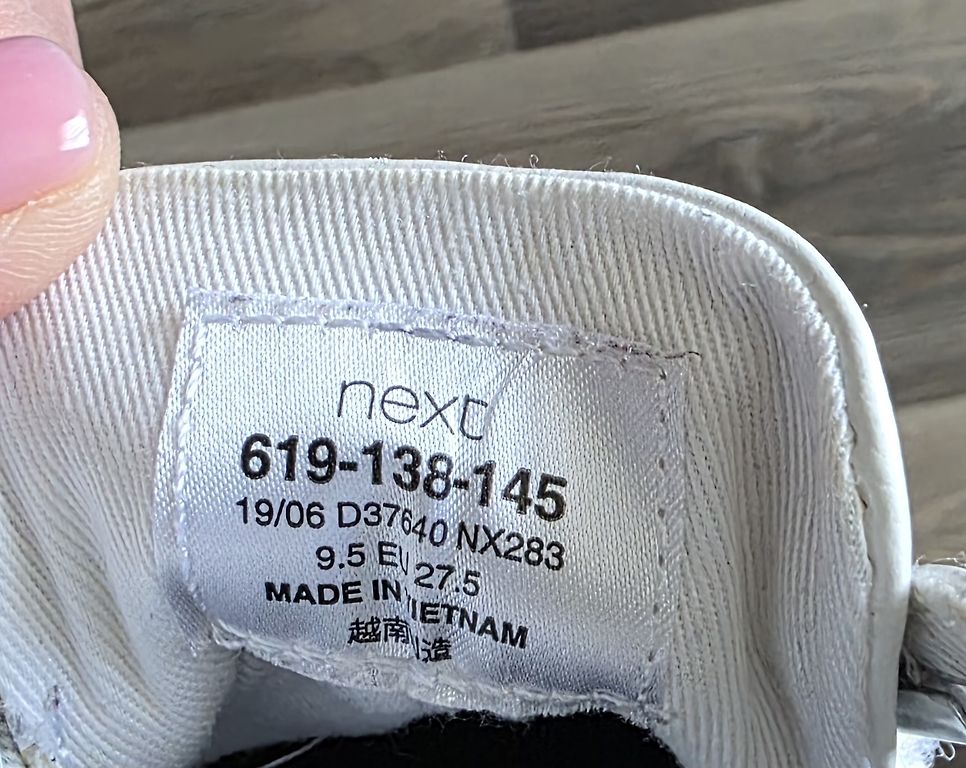 next
619-138-145
19/06 D37640 NX283
9.5 EU 27.5
MADE IN VIETNAM
越南製造